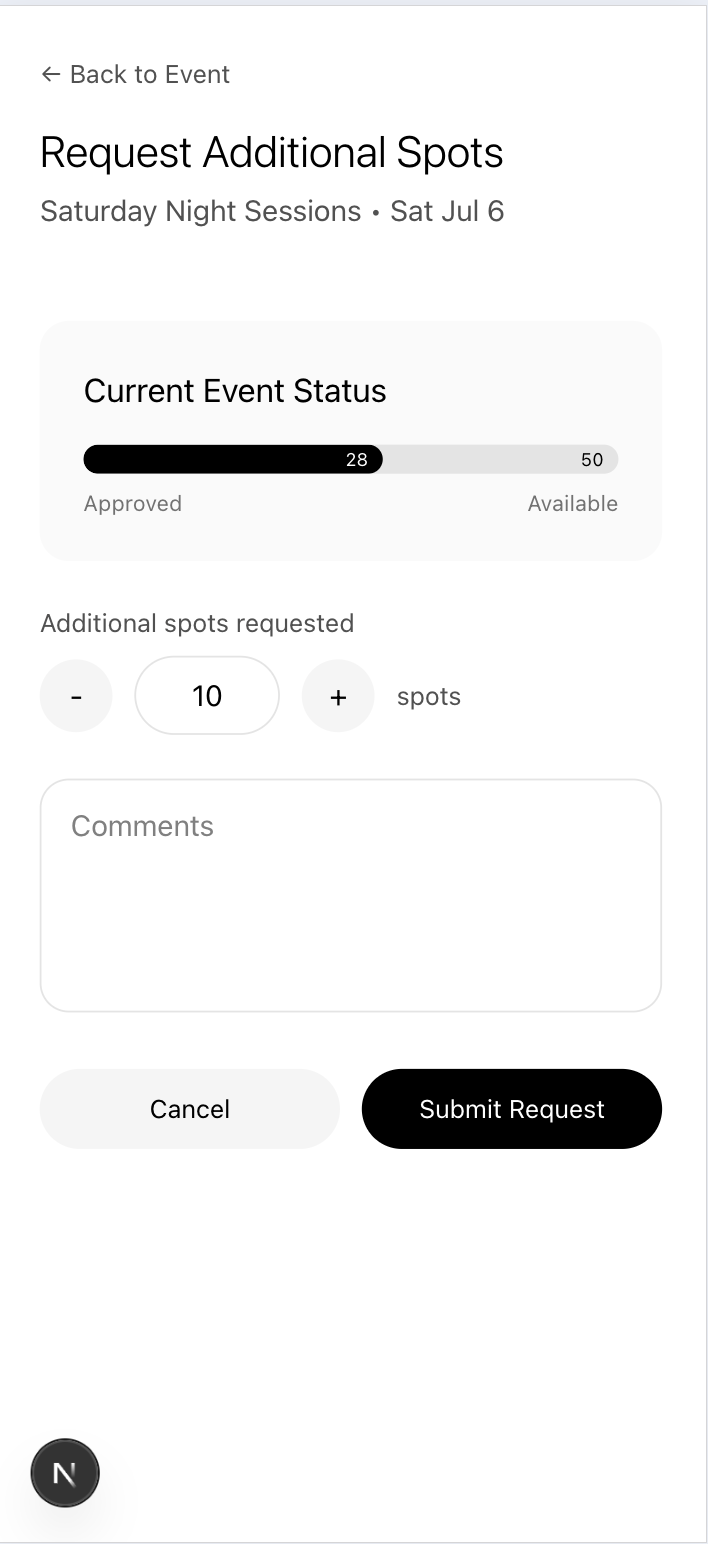 ← Back to Event
Request Additional Spots
Saturday Night Sessions • Sat Jul 6
Current Event Status
28 50
Approved Available
Additional spots requested
- 10 + spots
Comments
Cancel Submit Request
N